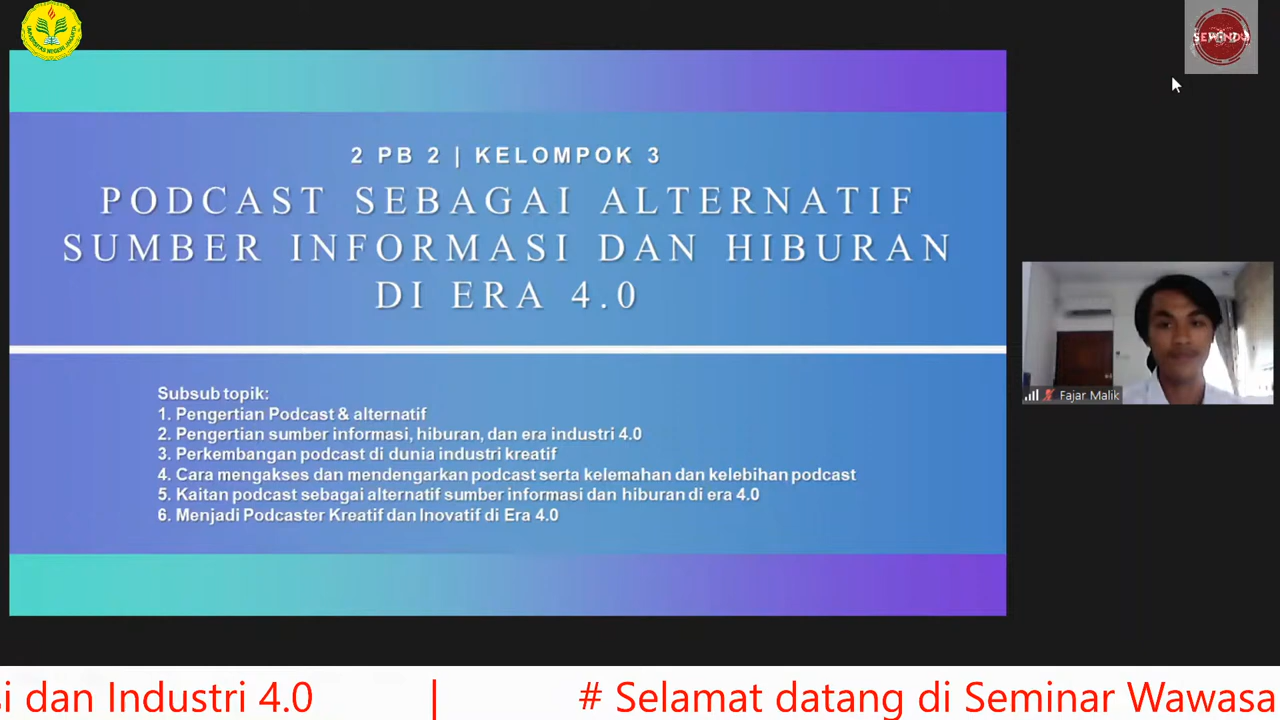 UNIVERSITAS NEGERI JAKARTA
2 PB 2 | KELOMPOK 3
PODCAST SEBAGAI ALTERNATIF
SUMBER INFORMASI DAN HIBURAN
DI ERA 4.0
Subsub topik:
1. Pengertian Podcast & alternatif
2. Pengertian sumber informasi, hiburan, dan era industri 4.0
3. Perkembangan podcast di dunia industri kreatif
4. Cara mengakses dan mendengarkan podcast serta kelemahan dan kelebihan podcast
5. Kaitan podcast sebagai alternatif sumber informasi dan hiburan di era 4.0
6. Menjadi Podcaster Kreatif dan Inovatif di Era 4.0
Fajar Malik
si dan Industri 4.0 | # Selamat datang di Seminar Wawasa